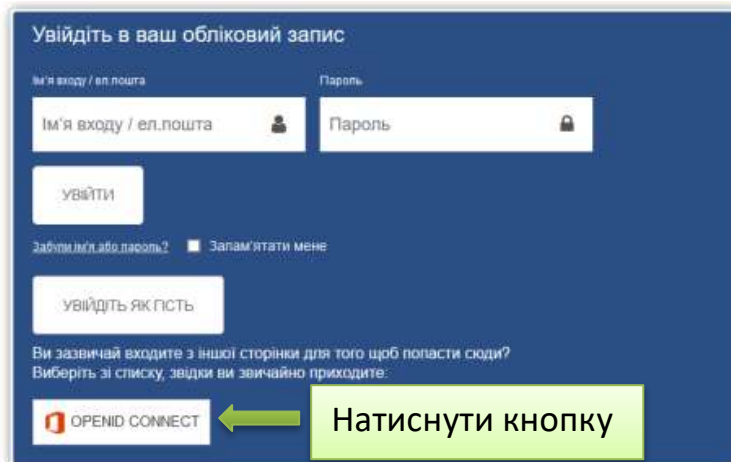 Увійдіть в ваш обліковий запис
Ім'я входу / ел.пошта Пароль
Ім'я входу / ел.пошта Пароль
УВІЙТИ
Забули ім'я або пароль? Запам'ятати мене
УВІЙДІТЬ ЯК ГІСТЬ
Ви зазвичай входите з іншої сторінки для того щоб попасти сюди?
Виберіть зі списку, звідки ви звичайно приходите:
OPENID CONNECT Натиснути кнопку